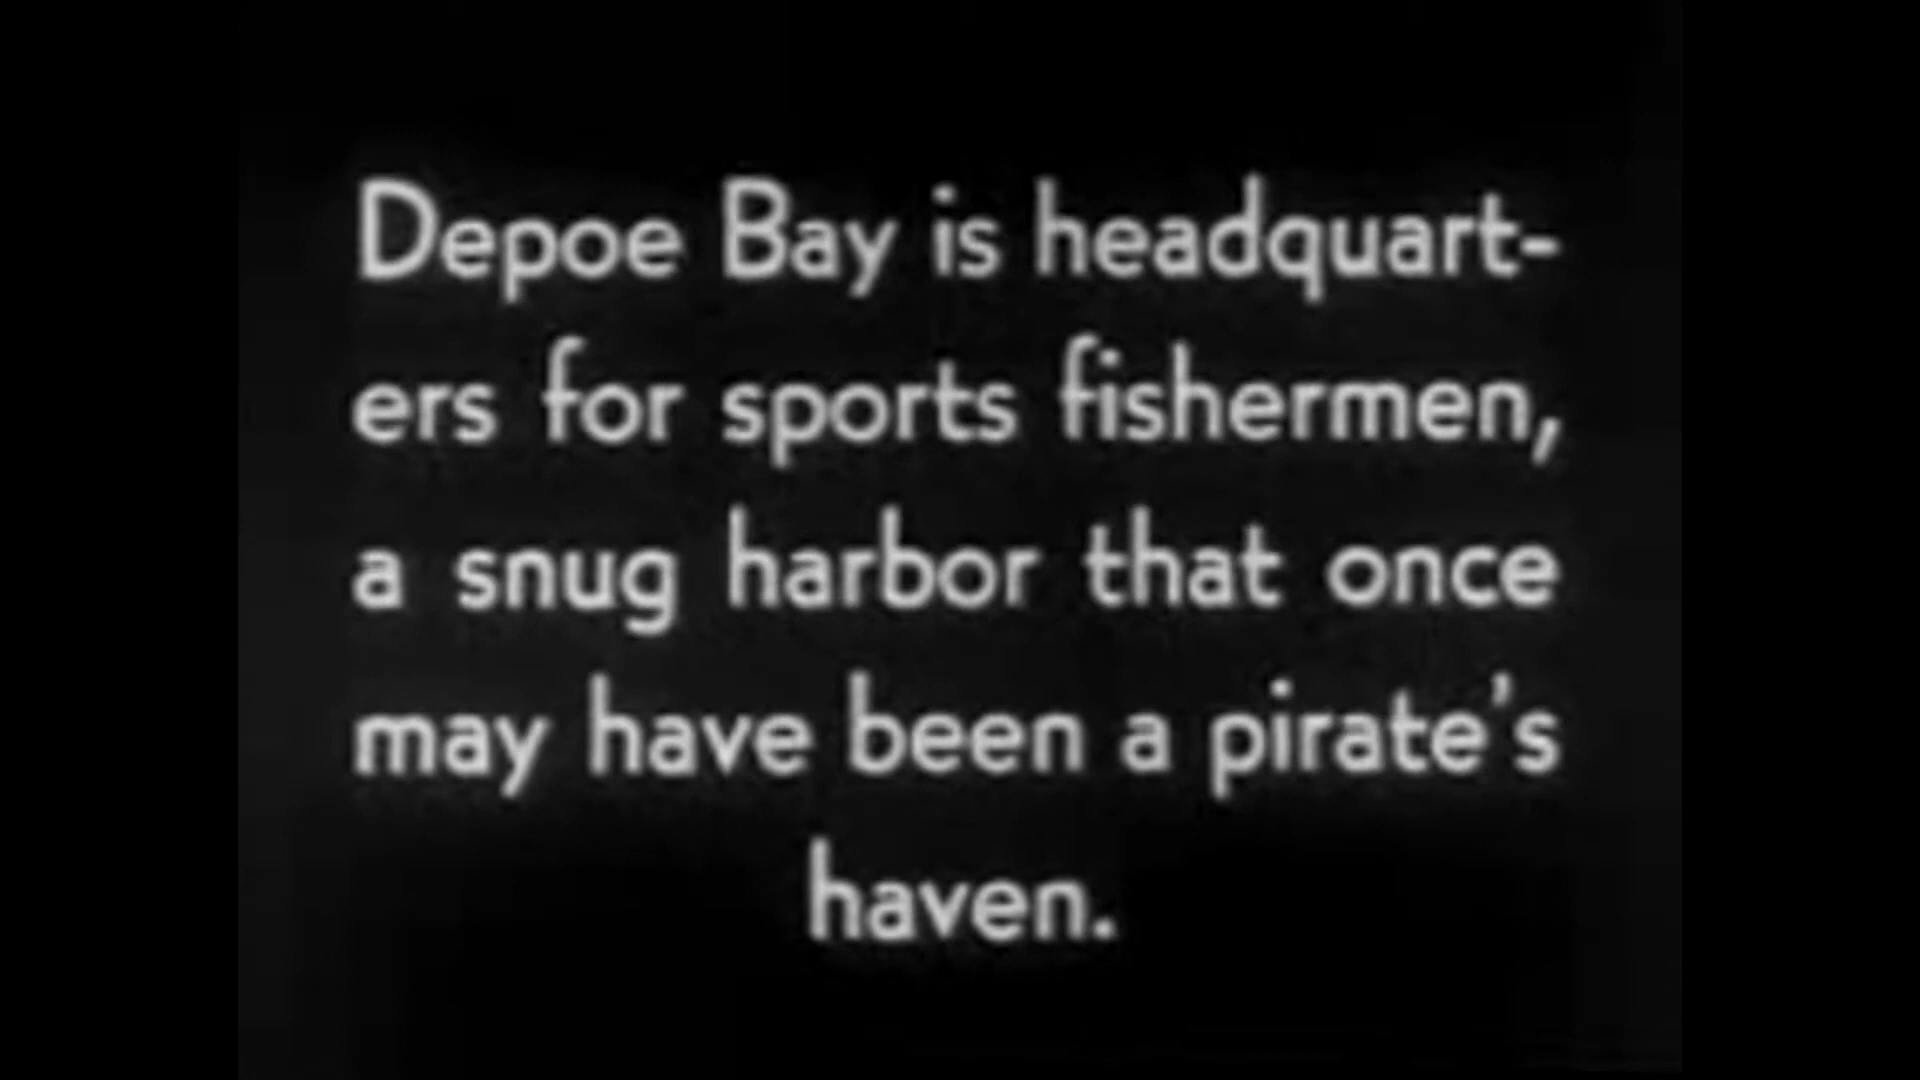 Depoe Bay is headquart-
ers for sports fishermen,
a snug harbor that once
may have been a pirate's
haven.